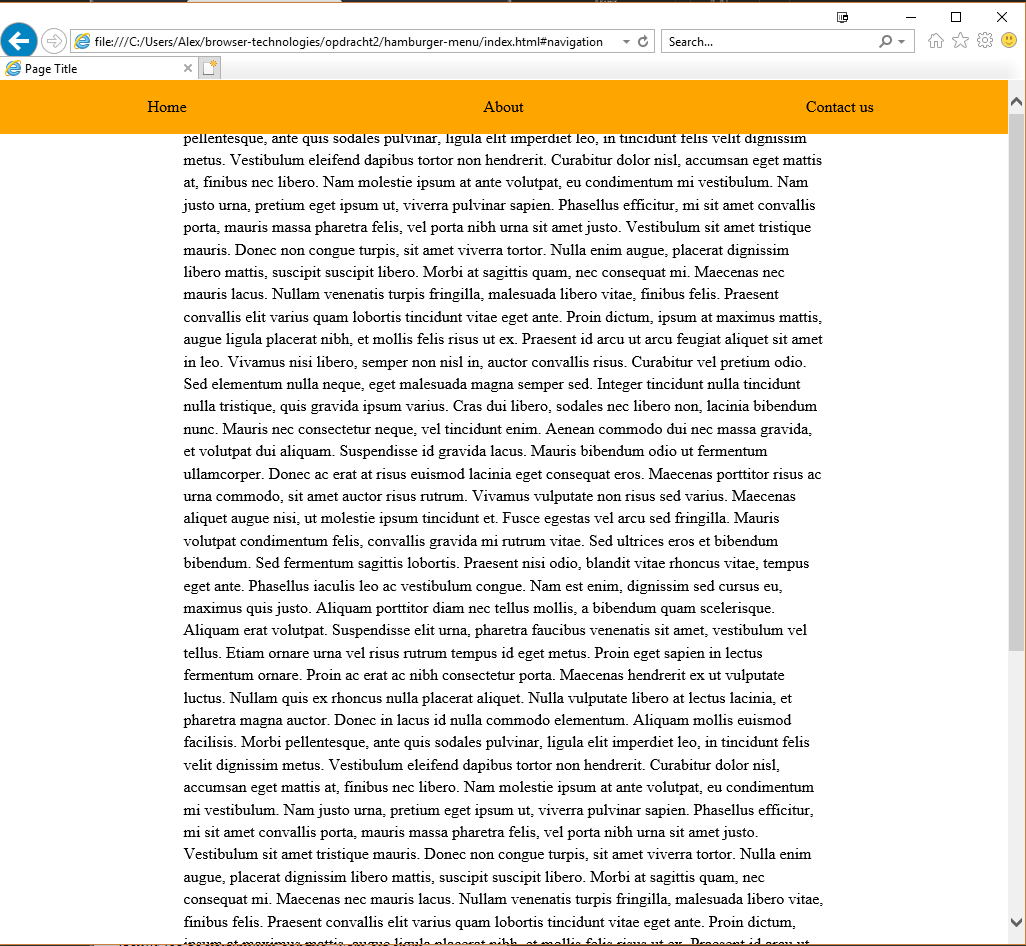 file:///C:/Users/Alex/browser-technologies/opdracht2/hamburger-menu/index.html#navigation
Search...
Page Title
Home About Contact us
pellentesque, ante quis sodales pulvinar, ligula elit imperdiet leo, in tincidunt felis velit dignissim
metus. Vestibulum eleifend dapibus tortor non hendrerit. Curabitur dolor nisl, accumsan eget mattis
at, finibus nec libero. Nam molestie ipsum at ante volutpat, eu condimentum mi vestibulum. Nam
justo urna, pretium eget ipsum ut, viverra pulvinar sapien. Phasellus efficitur, mi sit amet convallis
porta, mauris massa pharetra felis, vel porta nibh urna sit amet justo. Vestibulum sit amet tristique
mauris. Donec non congue turpis, sit amet viverra tortor. Nulla enim augue, placerat dignissim
libero mattis, suscipit suscipit libero. Morbi at sagittis quam, nec consequat mi. Maecenas nec
mauris lacus. Nullam venenatis turpis fringilla, malesuada libero vitae, finibus felis. Praesent
convallis elit varius quam lobortis tincidunt vitae eget ante. Proin dictum, ipsum at maximus mattis,
augue ligula placerat nibh, et mollis felis risus ut ex. Praesent id arcu ut arcu feugiat aliquet sit amet
in leo. Vivamus nisi libero, semper non nisl in, auctor convallis risus. Curabitur vel pretium odio.
Sed elementum nulla neque, eget malesuada magna semper sed. Integer tincidunt nulla tincidunt
nulla tristique, quis gravida ipsum varius. Cras dui libero, sodales nec libero non, lacinia bibendum
nunc. Mauris nec consectetur neque, vel tincidunt enim. Aenean commodo dui nec massa gravida,
et volutpat dui aliquam. Suspendisse id gravida lacus. Mauris bibendum odio ut fermentum
ullamcorper. Donec ac erat at risus euismod lacinia eget consequat eros. Maecenas porttitor risus ac
urna commodo, sit amet auctor risus rutrum. Vivamus vulputate non risus sed varius. Maecenas
aliquet augue nisi, ut molestie ipsum tincidunt et. Fusce egestas vel arcu sed fringilla. Mauris
volutpat condimentum felis, convallis gravida mi rutrum vitae. Sed ultrices eros et bibendum
bibendum. Sed fermentum sagittis lobortis. Praesent nisi odio, blandit vitae rhoncus vitae, tempus
eget ante. Phasellus iaculis leo ac vestibulum congue. Nam est enim, dignissim sed cursus eu,
maximus quis justo. Aliquam porttitor diam nec tellus mollis, a bibendum quam scelerisque.
Aliquam erat volutpat. Suspendisse elit urna, pharetra faucibus venenatis sit amet, vestibulum vel
tellus. Etiam ornare urna vel risus rutrum tempus id eget metus. Proin eget sapien in lectus
fermentum ornare. Proin ac erat ac nibh consectetur porta. Maecenas hendrerit ex ut vulputate
luctus. Nullam quis ex rhoncus nulla placerat aliquet. Nulla vulputate libero at lectus lacinia, et
pharetra magna auctor. Donec in lacus id nulla commodo elementum. Aliquam mollis euismod
facilisis. Morbi pellentesque, ante quis sodales pulvinar, ligula elit imperdiet leo, in tincidunt felis
velit dignissim metus. Vestibulum eleifend dapibus tortor non hendrerit. Curabitur dolor nisl,
accumsan eget mattis at, finibus nec libero. Nam molestie ipsum at ante volutpat, eu condimentum
mi vestibulum. Nam justo urna, pretium eget ipsum ut, viverra pulvinar sapien. Phasellus efficitur,
mi sit amet convallis porta, mauris massa pharetra felis, vel porta nibh urna sit amet justo.
Vestibulum sit amet tristique mauris. Donec non congue turpis, sit amet viverra tortor. Nulla enim
augue, placerat dignissim libero mattis, suscipit suscipit libero. Morbi at sagittis quam, nec
consequat mi. Maecenas nec mauris lacus. Nullam venenatis turpis fringilla, malesuada libero vitae,
finibus felis. Praesent convallis elit varius quam lobortis tincidunt vitae eget ante. Proin dictum,
ipsum at maximus mattis, augue ligula placerat nibh, et mollis felis risus ut ex. Praesent id arcu ut